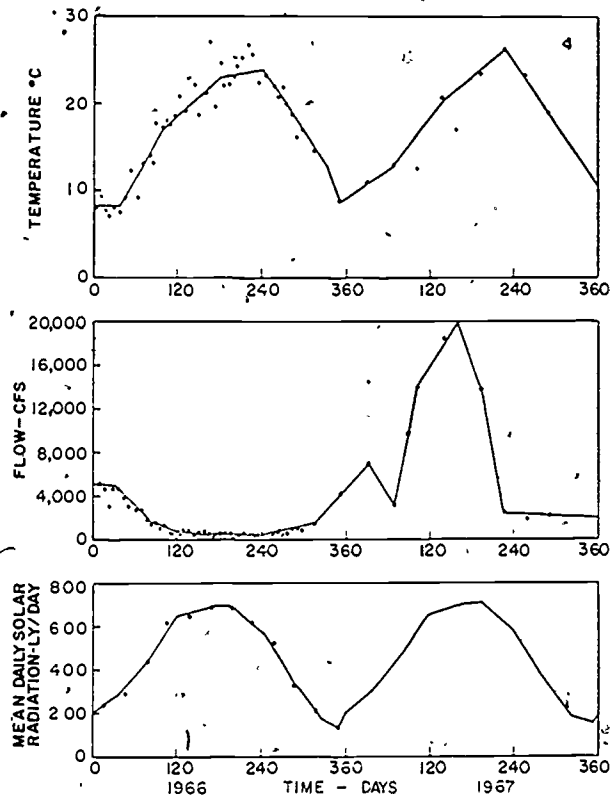 TEMPERATURE °C
30
20
10
0
0 120 240 360 120 240 360
FLOW-CFS
20,000
16,000
12,000
8,000
4,000
0
0 120 240 360 120 240 360
MEAN DAILY SOLAR
RADIATION-LY/DAY
800
600
400
200
0
0 120 240 360 120 240 360
1966 TIME - DAYS 1967